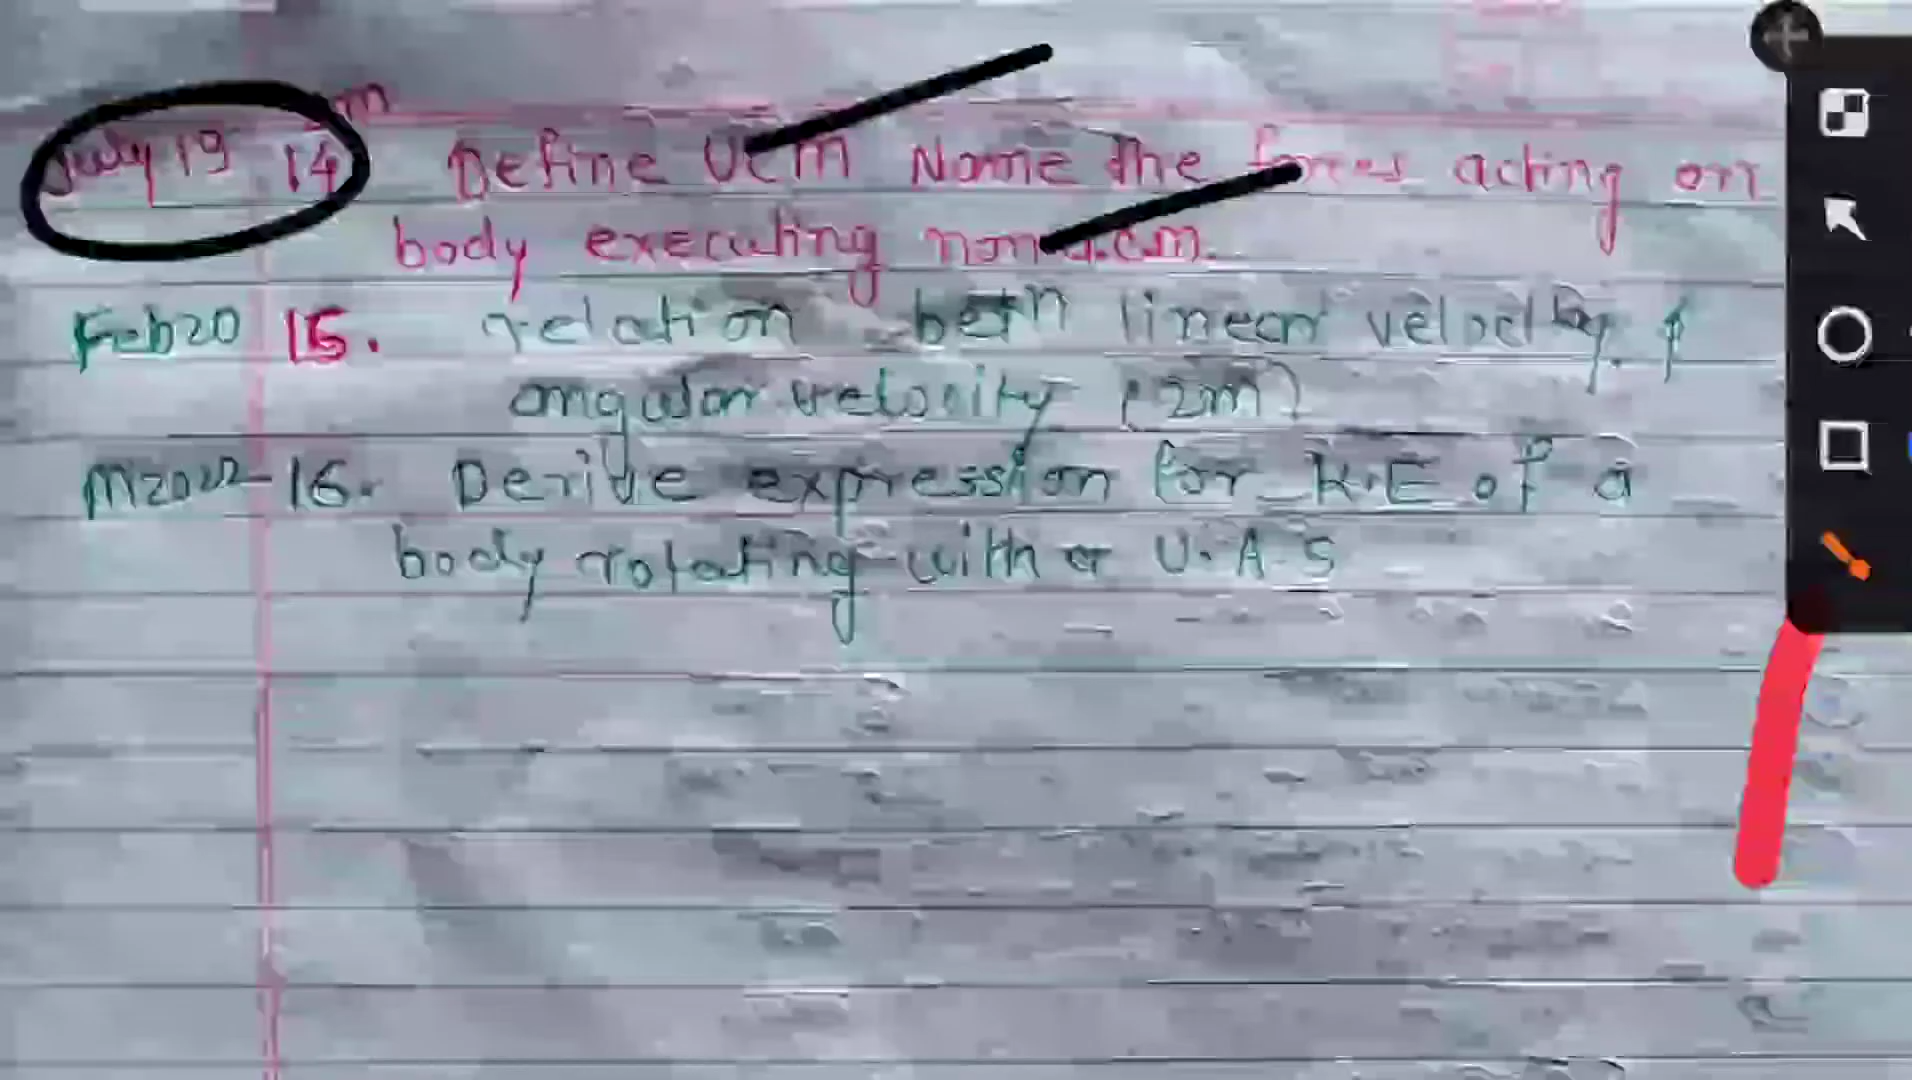 July 19 14 Define UCM Name the forces acting on
body executing non u.c.m.
Feb20 15. relation betn linear velocity &
angular velocity (2m)
M2022-16. Derive expression for K.E of a
body rotating with a U.A.S